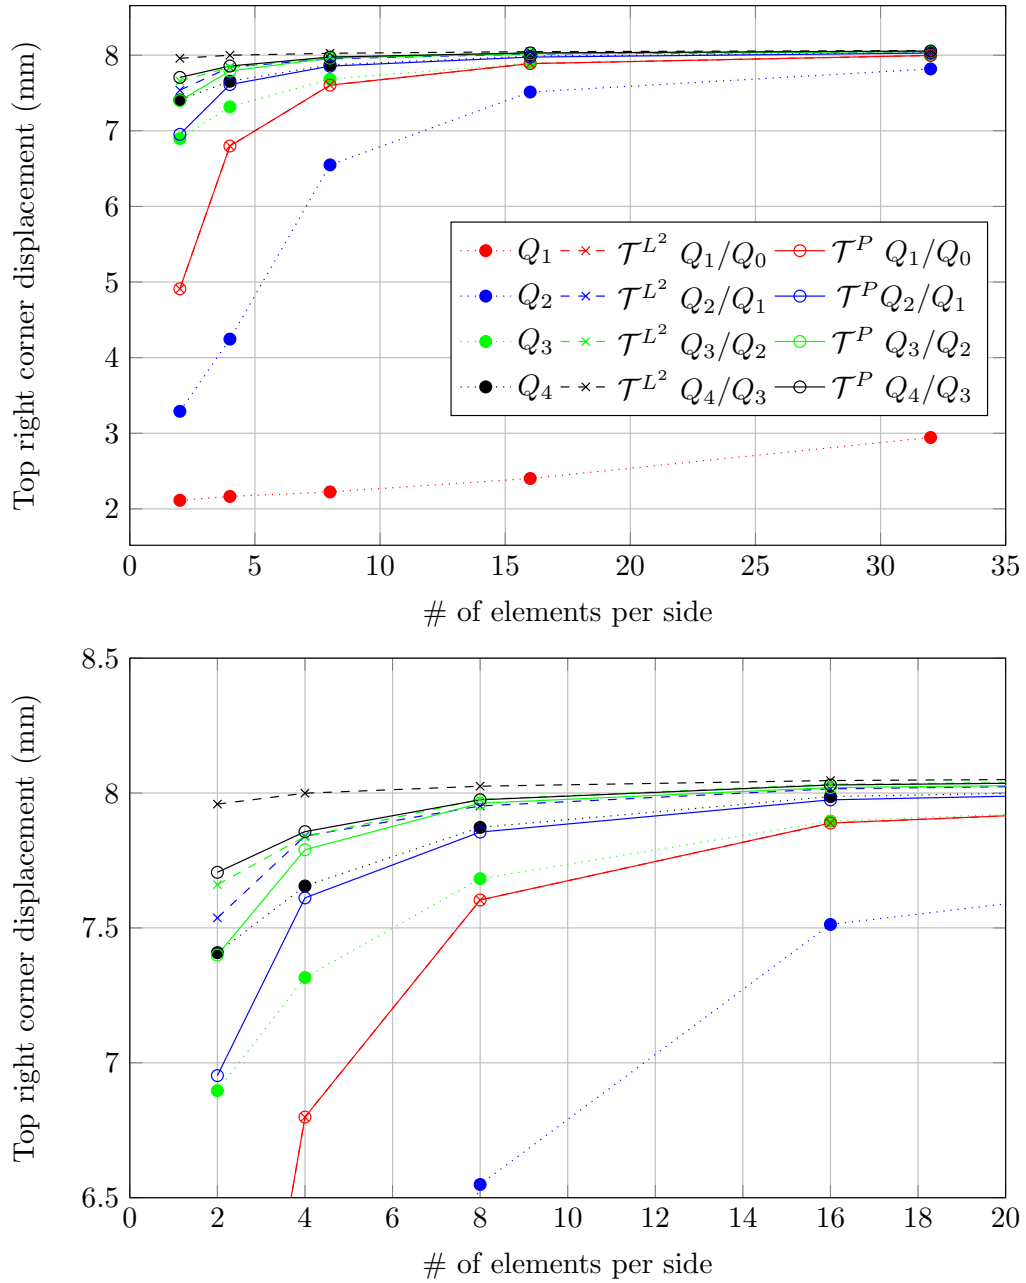 Top right corner displacement (mm)
8
7
6
5
4
3
2
0 5 10 15 20 25 30 35
# of elements per side
Q₁ 𝒯^{L²} Q₁/Q₀ 𝒯^P Q₁/Q₀
Q₂ 𝒯^{L²} Q₂/Q₁ 𝒯^P Q₂/Q₁
Q₃ 𝒯^{L²} Q₃/Q₂ 𝒯^P Q₃/Q₂
Q₄ 𝒯^{L²} Q₄/Q₃ 𝒯^P Q₄/Q₃
Top right corner displacement (mm)
8.5
8
7.5
7
6.5
0 2 4 6 8 10 12 14 16 18 20
# of elements per side